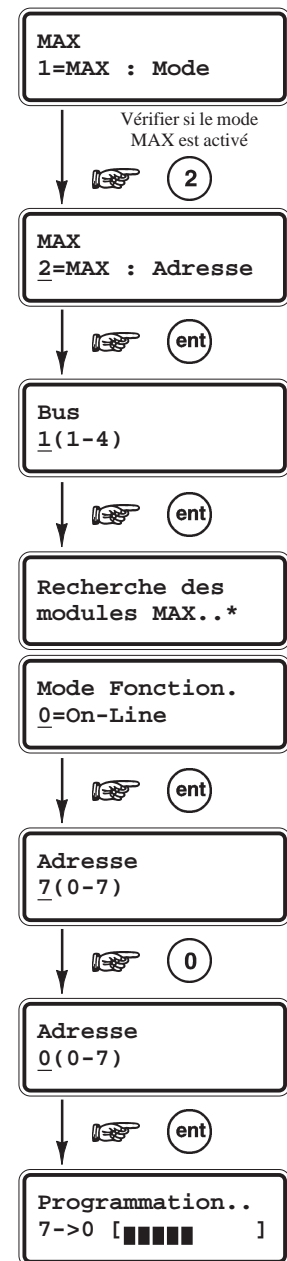 MAX
1=MAX : Mode
Vérifier si le mode
MAX est activé
2
MAX
2=MAX : Adresse
ent
Bus
1(1-4)
ent
Recherche des
modules MAX..*
Mode Fonction.
0=On-Line
ent
Adresse
7(0-7)
0
Adresse
0(0-7)
ent
Programmation..
7->0 [▮▮▮▮▮ ]